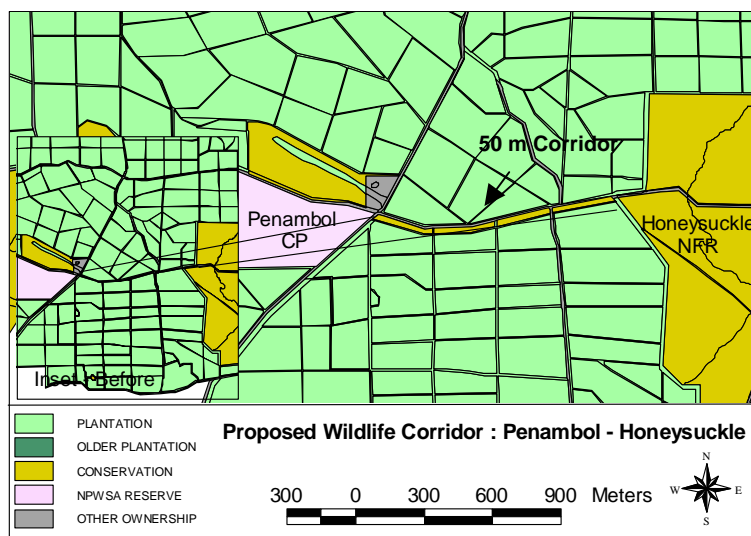 50 m Corridor
Penambol
CP
Honeysuckle
NFR
Inset : Before
PLANTATION
OLDER PLANTATION
CONSERVATION
NPWSA RESERVE
OTHER OWNERSHIP
Proposed Wildlife Corridor : Penambol - Honeysuckle
300 0 300 600 900 Meters
N
W E
S